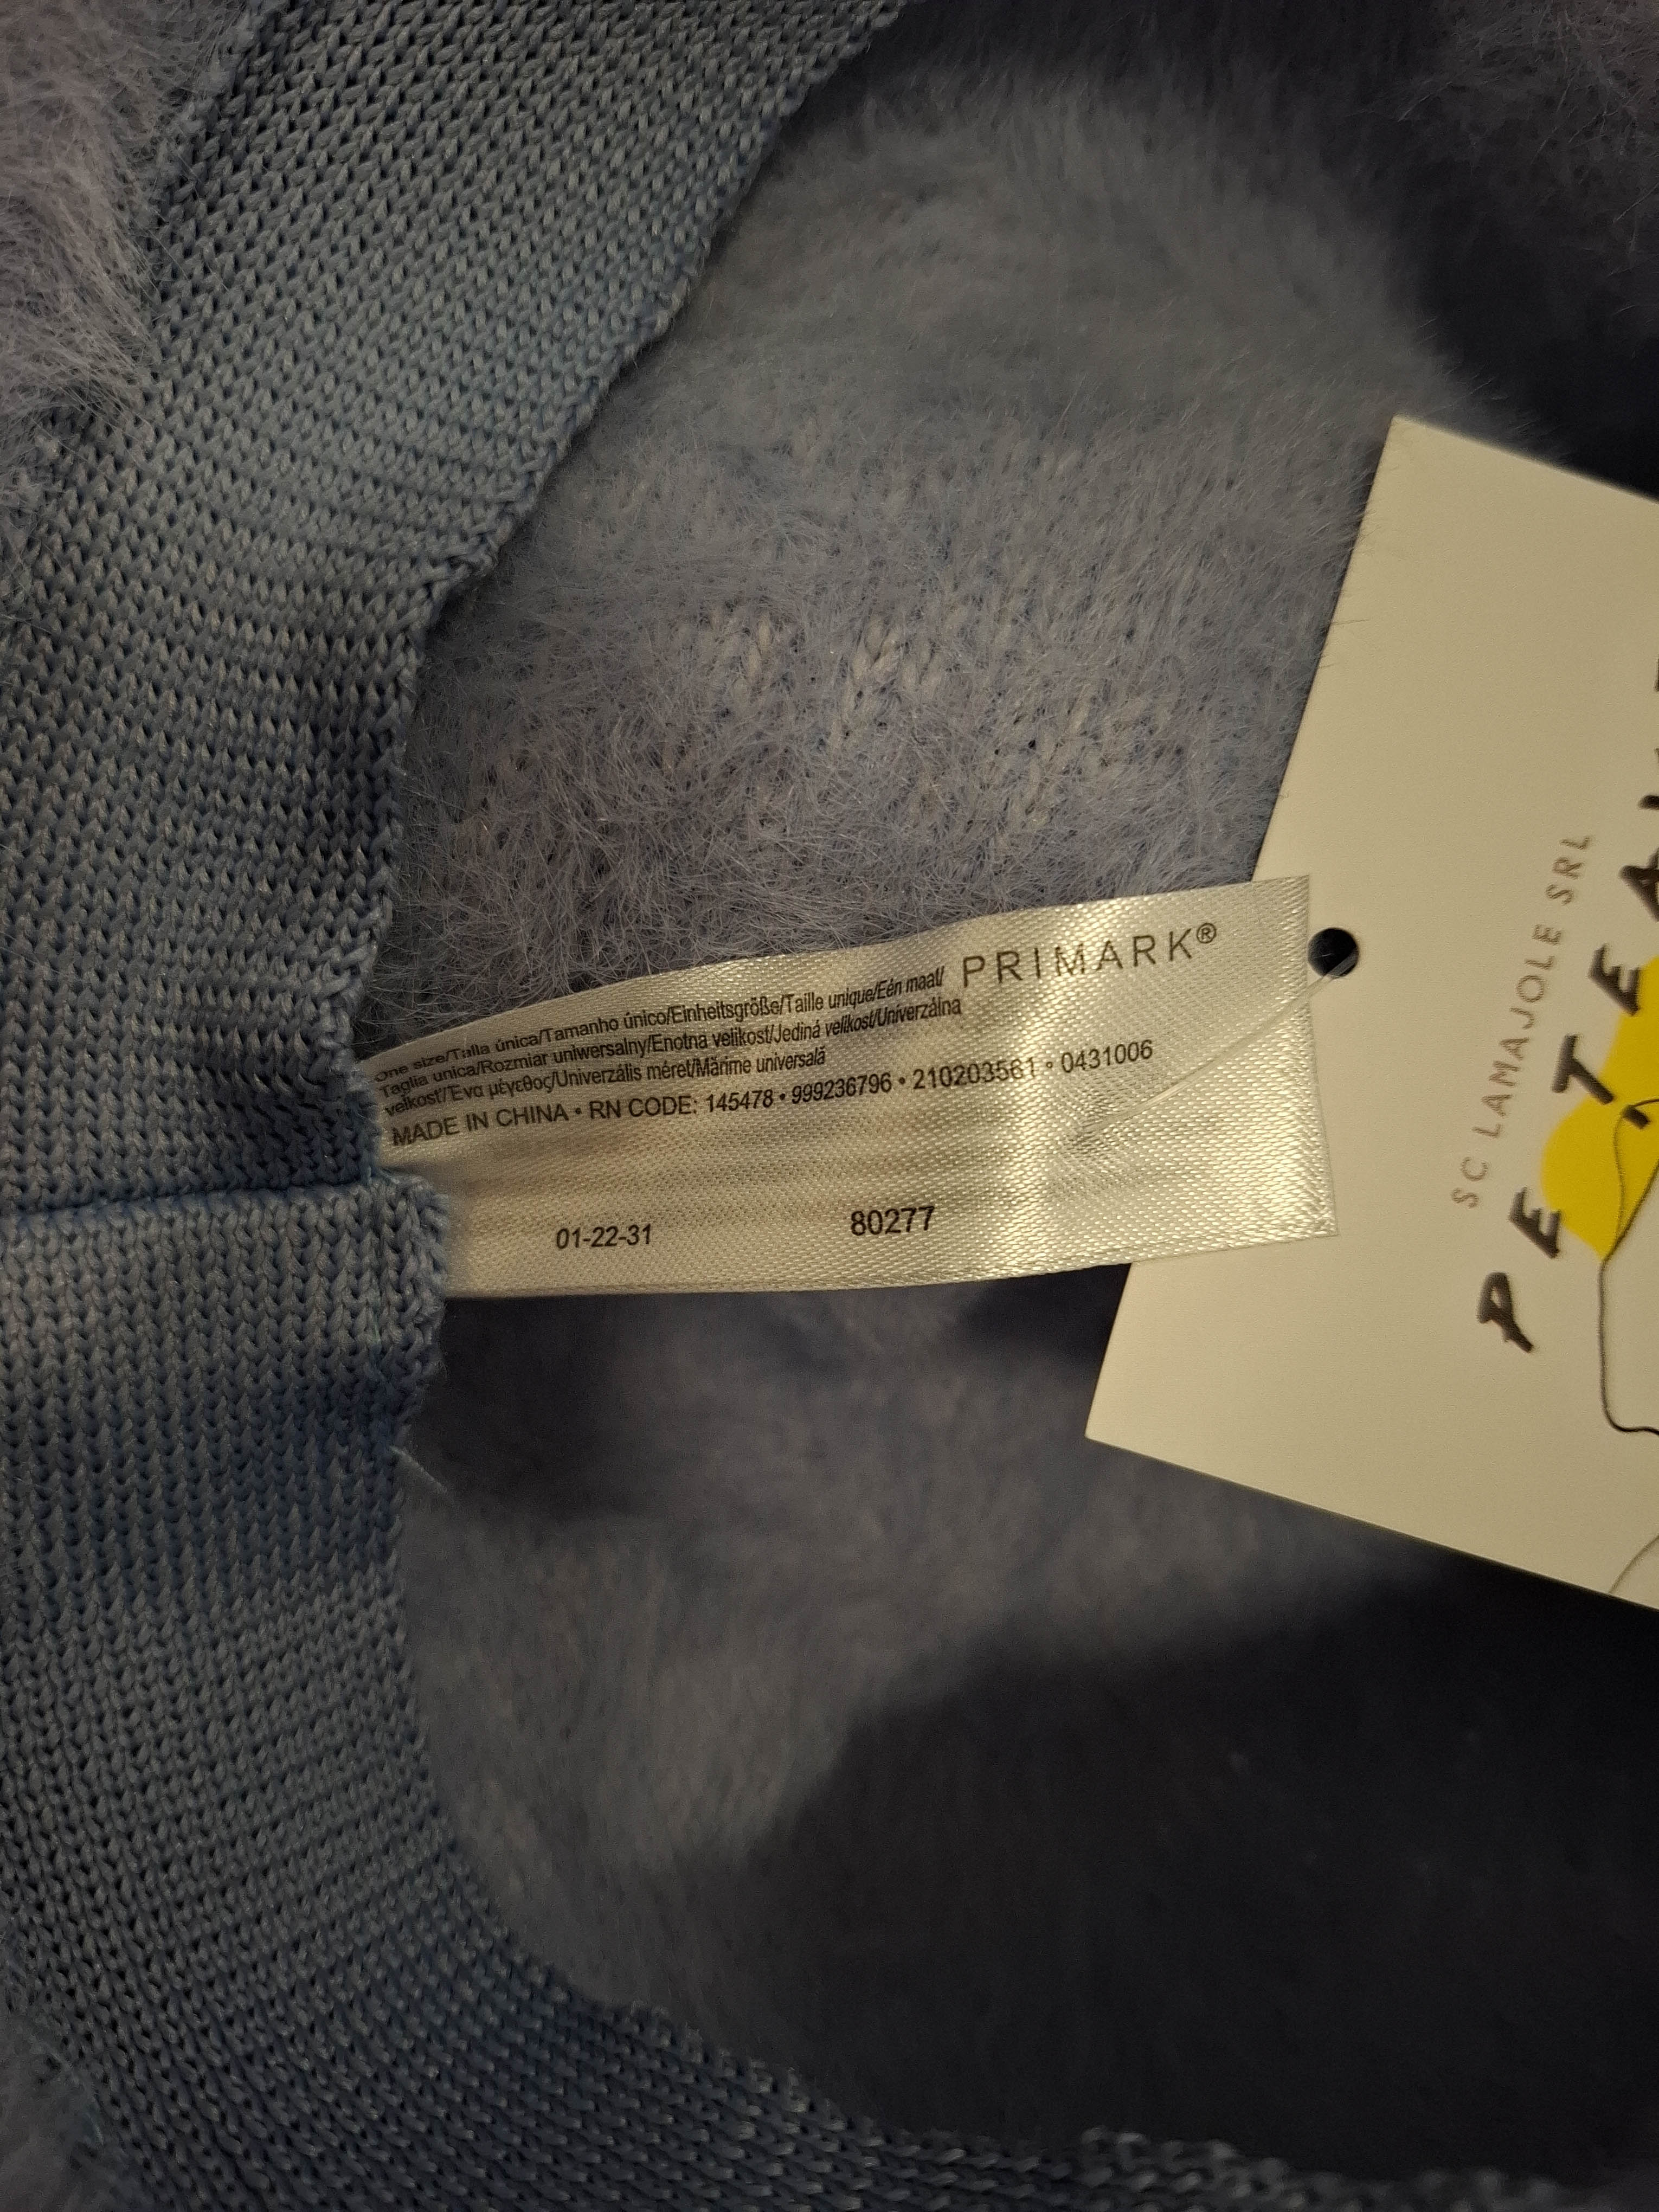 PRIMARK®
One size/Talla única/Tamanho único/Einheitsgröße/Taille unique/Eén maat/
Taglia unica/Rozmiar uniwersalny/Enotna velikost/Jediná velikost/Univerzálna
veľkosť/Ένα μέγεθος/Univerzális méret/Mărime universală
MADE IN CHINA • RN CODE: 145478 • 999236796 • 210203561 • 0431006
01-22-31 80277
SC LAMAJOLE SRL